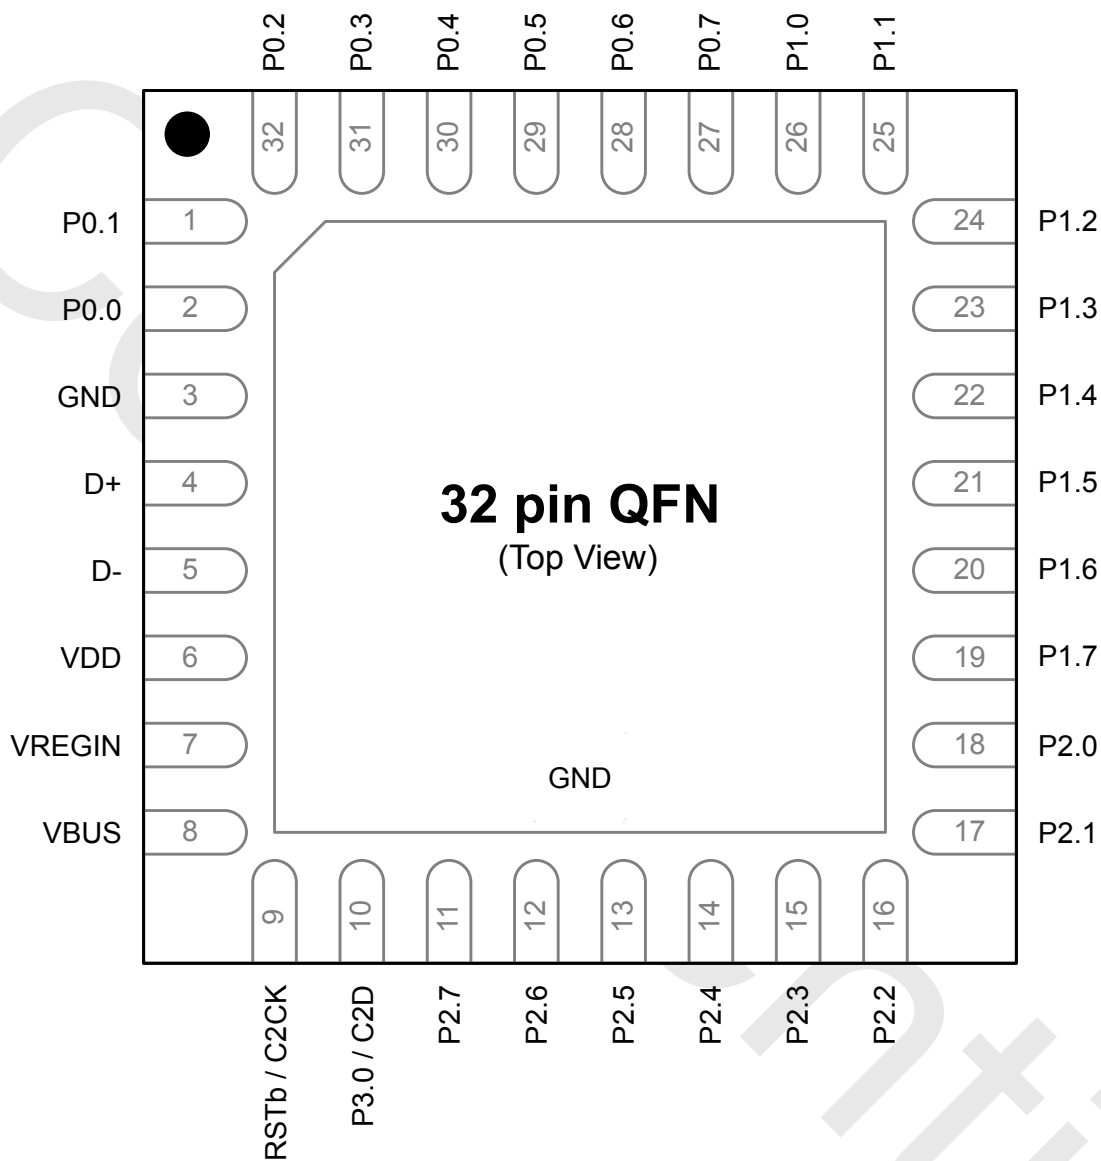 P0.2
P0.3
P0.4
P0.5
P0.6
P0.7
P1.0
P1.1
32
31
30
29
28
27
26
25
P0.1 1
24 P1.2
P0.0 2
23 P1.3
GND 3
22 P1.4
D+ 4
21 P1.5
32 pin QFN
(Top View)
D- 5
20 P1.6
VDD 6
19 P1.7
VREGIN 7
18 P2.0
GND
VBUS 8
17 P2.1
9
10
11
12
13
14
15
16
RSTb / C2CK
P3.0 / C2D
P2.7
P2.6
P2.5
P2.4
P2.3
P2.2